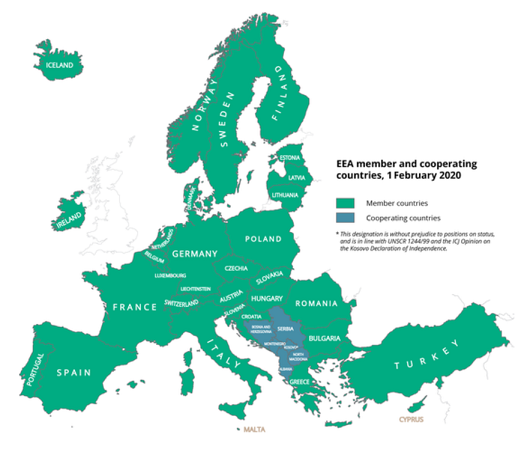 ICELAND
NORWAY
SWEDEN
FINLAND
ESTONIA
LATVIA
LITHUANIA
EEA member and cooperating
countries, 1 February 2020
Member countries
Cooperating countries
* This designation is without prejudice to positions on status,
and is in line with UNSCR 1244/99 and the ICJ Opinion on
the Kosovo Declaration of Independence.
IRELAND
DENMARK
NETHERLANDS
BELGIUM
GERMANY
POLAND
LUXEMBOURG
CZECHIA
SLOVAKIA
LIECHTENSTEIN
FRANCE
SWITZERLAND
AUSTRIA
HUNGARY
ROMANIA
SLOVENIA
CROATIA
BOSNIA AND
HERZEGOVINA
SERBIA
ITALY
MONTENEGRO
BULGARIA
NORTH
MACEDONIA
ALBANIA
PORTUGAL
SPAIN
GREECE
TURKEY
MALTA
CYPRUS